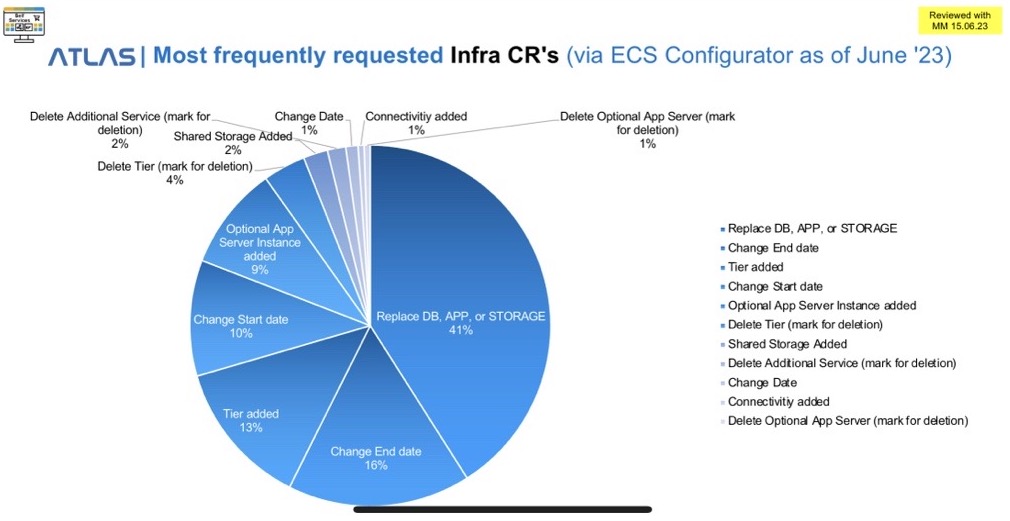 Self
Services
Reviewed with
MM 15.06.23
ATLAS | Most frequently requested Infra CR's (via ECS Configurator as of June '23)
Delete Additional Service (mark for
deletion)
2%
Shared Storage Added
2%
Delete Tier (mark for deletion)
4%
Change Date
1%
Connectivitiy added
1%
Delete Optional App Server (mark
for deletion)
1%
Optional App
Server Instance
added
9%
Change Start date
10%
Tier added
13%
Change End date
16%
Replace DB, APP, or STORAGE
41%
Replace DB, APP, or STORAGE
Change End date
Tier added
Change Start date
Optional App Server Instance added
Delete Tier (mark for deletion)
Shared Storage Added
Delete Additional Service (mark for deletion)
Change Date
Connectivitiy added
Delete Optional App Server (mark for deletion)